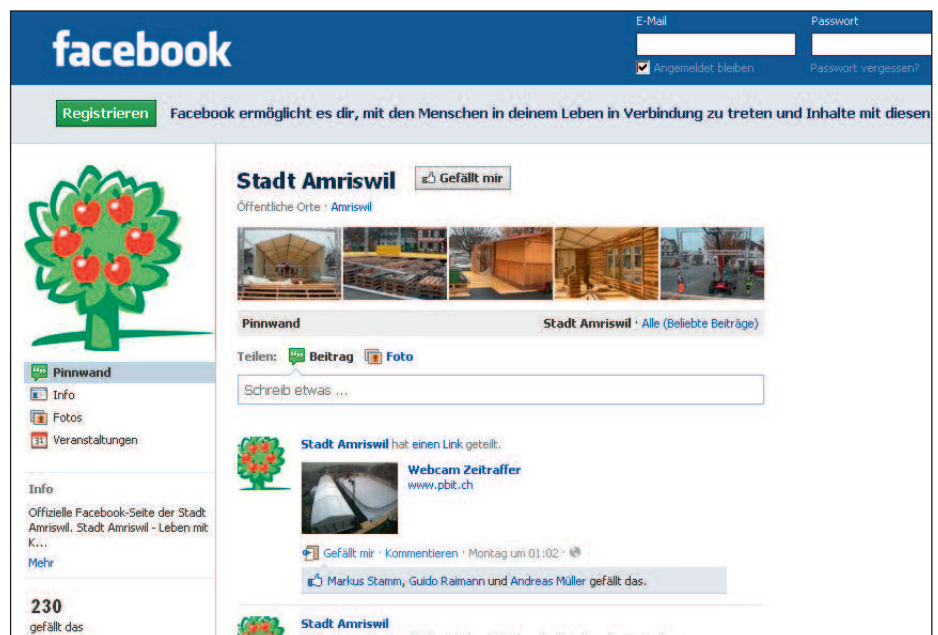 facebook
E-Mail
Passwort
Angemeldet bleiben
Passwort vergessen?
Registrieren
Facebook ermöglicht es dir, mit den Menschen in deinem Leben in Verbindung zu treten und Inhalte mit diesen
Stadt Amriswil
Gefällt mir
Öffentliche Orte · Amriswil
Pinnwand
Stadt Amriswil · Alle (Beliebte Beiträge)
Teilen: Beitrag Foto
Schreib etwas ...
Pinnwand
Info
Fotos
31 Veranstaltungen
Info
Offizielle Facebook-Seite der Stadt
Amriswil. Stadt Amriswil - Leben mit
K...
Mehr
230
gefällt das
Stadt Amriswil hat einen Link geteilt.
Webcam Zeitraffer
www.pbit.ch
Gefällt mir · Kommentieren · Montag um 01:02 ·
Markus Stamm, Guido Raimann und Andreas Müller gefällt das.
Stadt Amriswil